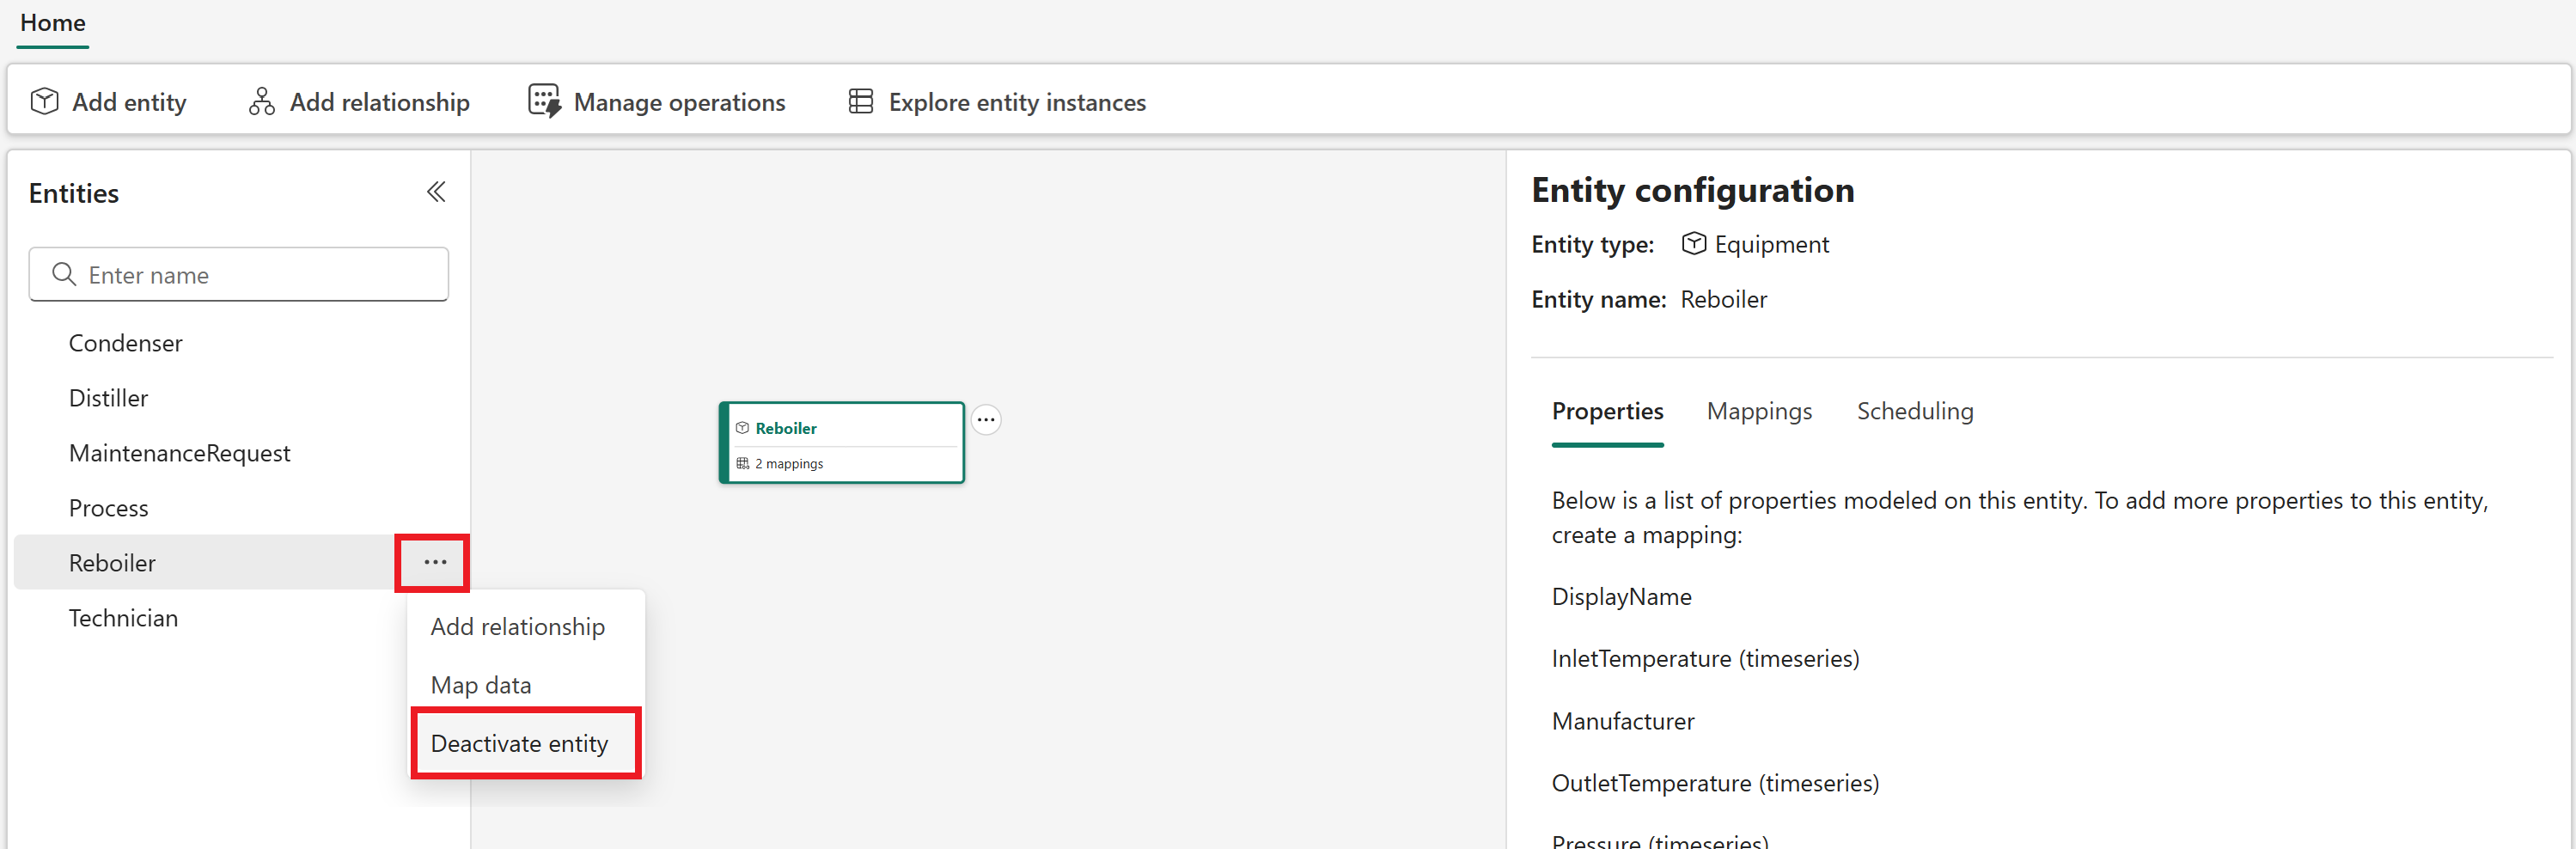 Home
Add entity
Add relationship
Manage operations
Explore entity instances
Entities
Enter name
Condenser
Distiller
MaintenanceRequest
Process
Reboiler
Technician
Add relationship
Map data
Deactivate entity
Reboiler
2 mappings
Entity configuration
Entity type: Equipment
Entity name: Reboiler
Properties Mappings Scheduling
Below is a list of properties modeled on this entity. To add more properties to this entity,
create a mapping:
DisplayName
InletTemperature (timeseries)
Manufacturer
OutletTemperature (timeseries)
Pressure (timeseries)